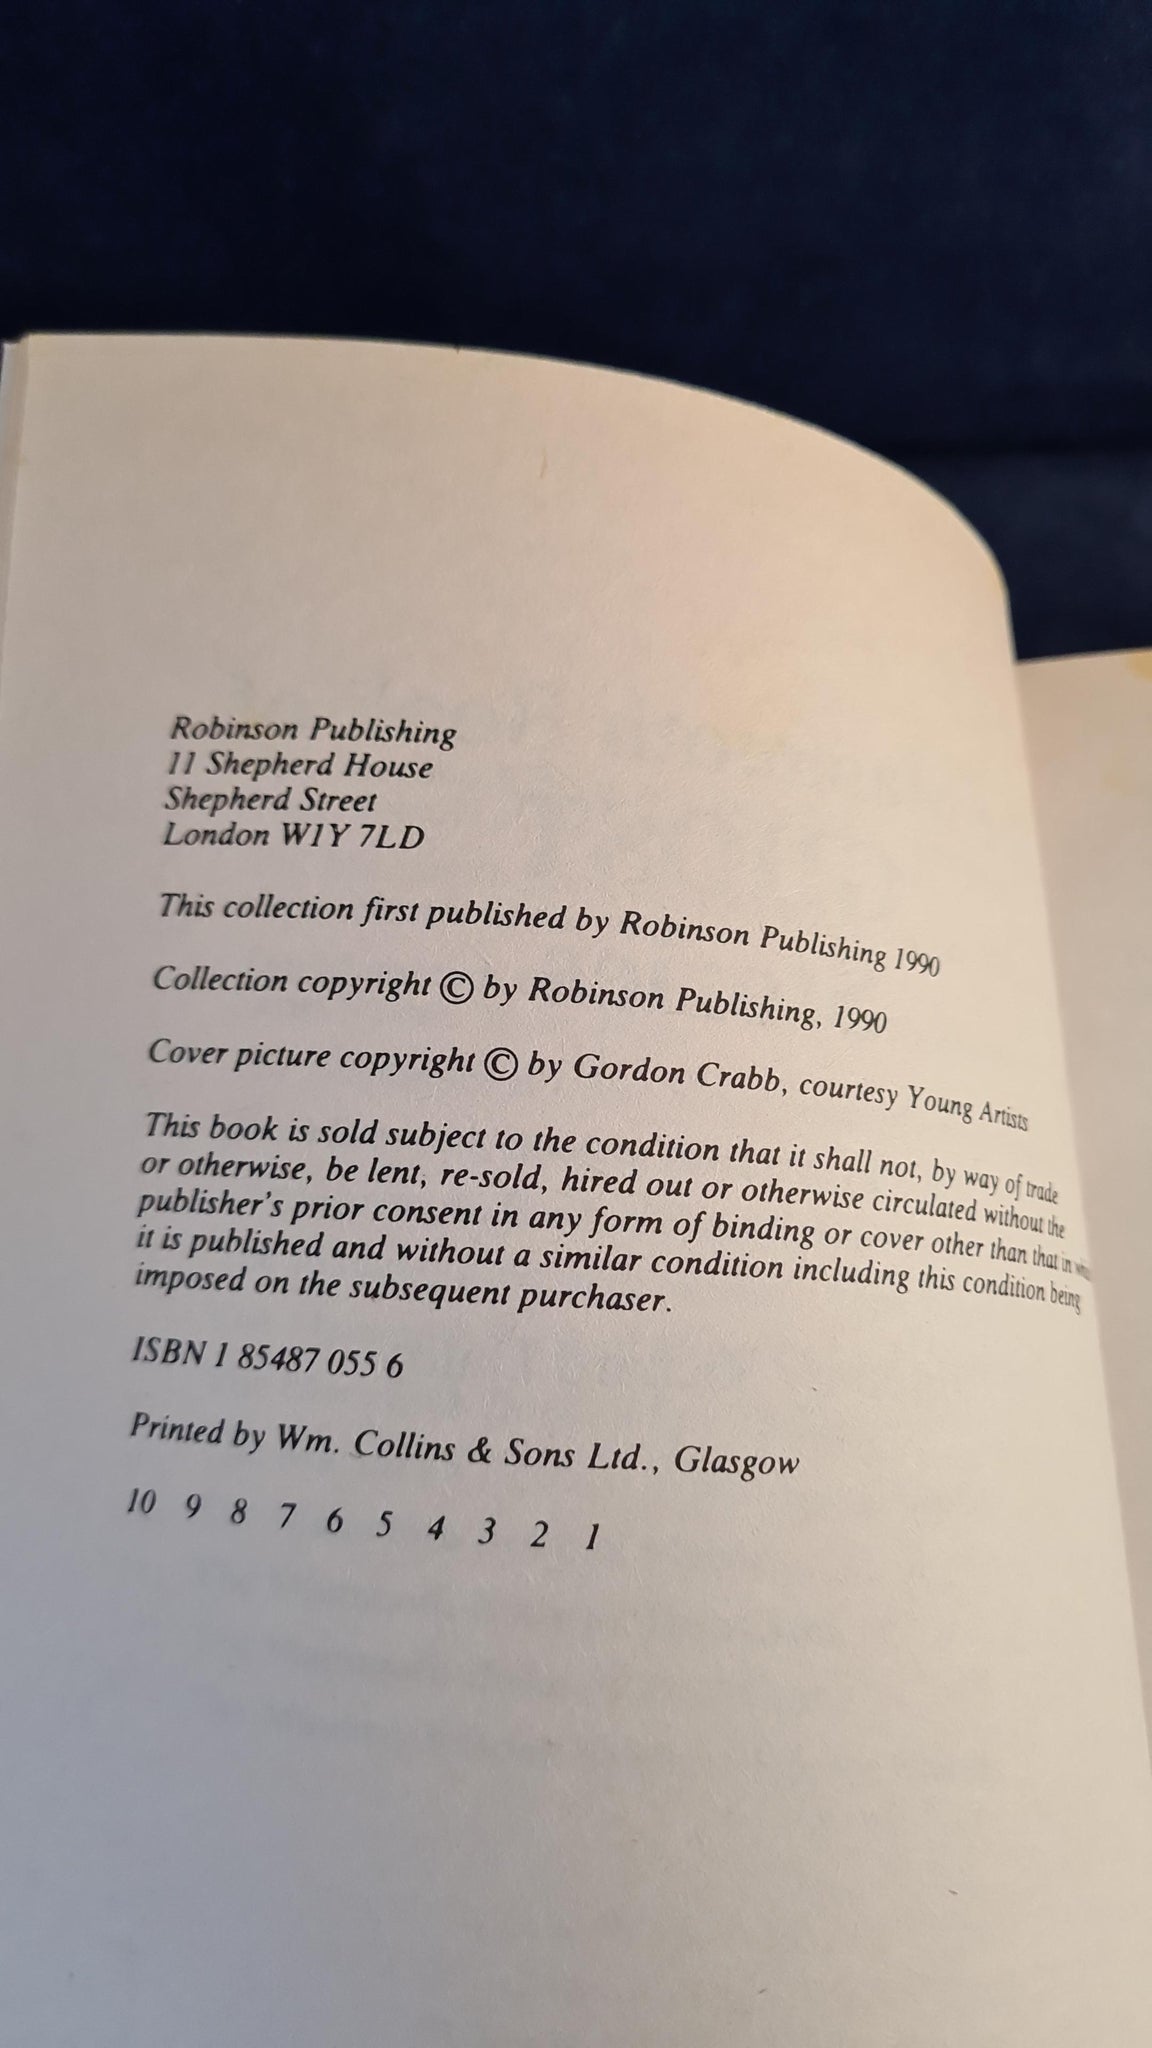 Robinson Publishing
11 Shepherd House
Shepherd Street
London W1Y 7LD
This collection first published by Robinson Publishing 1990
Collection copyright © by Robinson Publishing, 1990
Cover picture copyright © by Gordon Crabb, courtesy Young Artists
This book is sold subject to the condition that it shall not, by way of trade
or otherwise, be lent, re-sold, hired out or otherwise circulated without the
publisher's prior consent in any form of binding or cover other than that in
it is published and without a similar condition including this condition being
imposed on the subsequent purchaser.
ISBN 1 85487 055 6
Printed by Wm. Collins & Sons Ltd., Glasgow
10 9 8 7 6 5 4 3 2 1